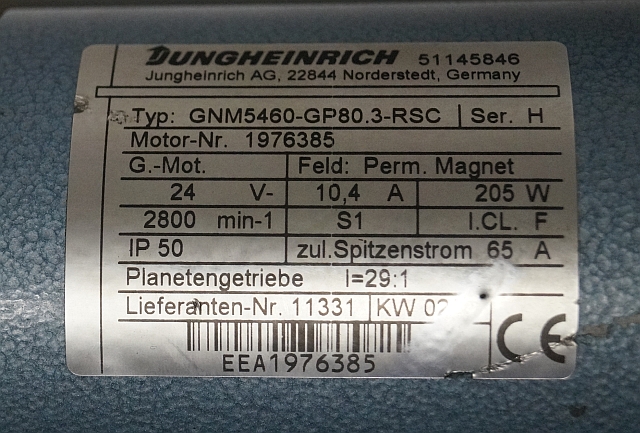 JUNGHEINRICH 51145846
Jungheinrich AG, 22844 Norderstedt, Germany
Typ: GNM5460-GP80.3-RSC Ser. H
Motor-Nr. 1976385
G.-Mot. Feld: Perm. Magnet
24 V- 10,4 A 205 W
2800 min-1 S1 I.CL. F
IP 50 zul.Spitzenstrom 65 A
Planetengetriebe I=29:1
Lieferanten-Nr. 11331 KW 02
CE
EEA1976385